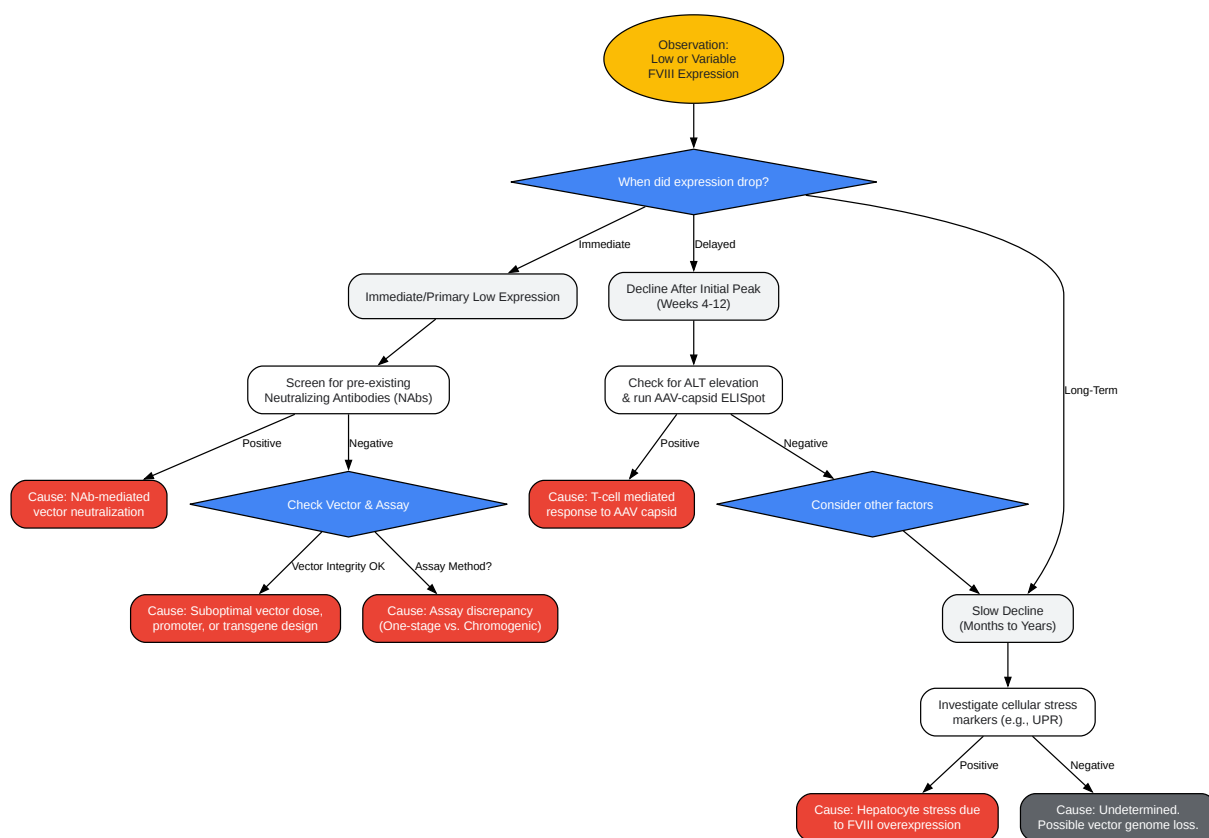 Observation:
Low or Variable
FVIII Expression
When did expression drop?
Immediate
Delayed
Long-Term
Immediate/Primary Low Expression
Decline After Initial Peak
(Weeks 4-12)
Screen for pre-existing
Neutralizing Antibodies (NAbs)
Check for ALT elevation
& run AAV-capsid ELISpot
Positive
Negative
Positive
Negative
Cause: NAb-mediated
vector neutralization
Check Vector & Assay
Cause: T-cell mediated
response to AAV capsid
Consider other factors
Vector Integrity OK
Assay Method?
Cause: Suboptimal vector dose,
promoter, or transgene design
Cause: Assay discrepancy
(One-stage vs. Chromogenic)
Slow Decline
(Months to Years)
Investigate cellular stress
markers (e.g., UPR)
Positive
Negative
Cause: Hepatocyte stress due
to FVIII overexpression
Cause: Undetermined.
Possible vector genome loss.